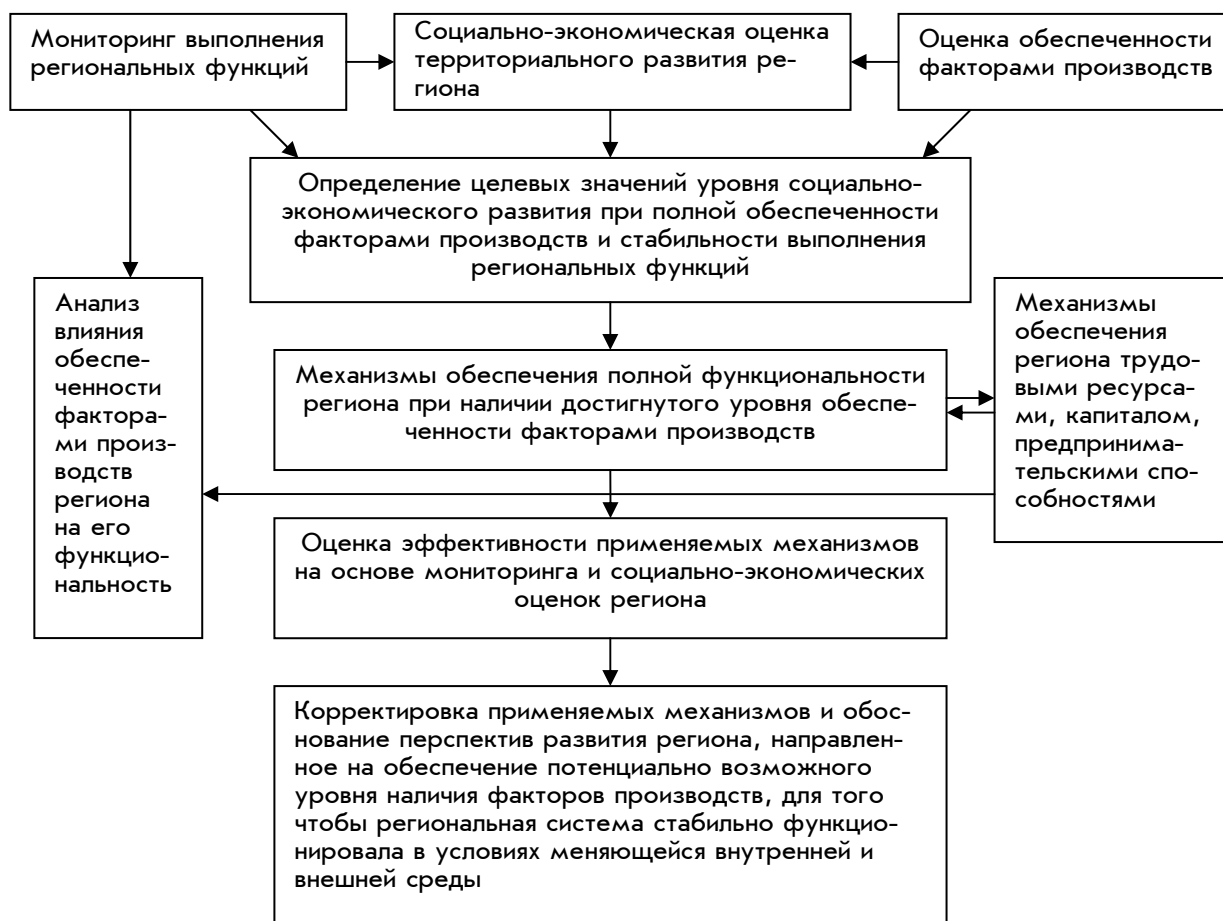 Мониторинг выполнения
региональных функций
Социально-экономическая оценка
территориального развития ре-
гиона
Оценка обеспеченности
факторами производств
Определение целевых значений уровня социально-
экономического развития при полной обеспеченности
факторами производств и стабильности выполнения
региональных функций
Анализ
влияния
обеспе-
ченности
фактора-
ми произ-
водств
региона
на его
функцио-
нальность
Механизмы обеспечения полной функциональности
региона при наличии достигнутого уровня обеспе-
ченности факторами производств
Механизмы
обеспечения
региона трудо-
выми ресурса-
ми, капиталом,
предпринима-
тельскими спо-
собностями
Оценка эффективности применяемых механизмов
на основе мониторинга и социально-экономических
оценок региона
Корректировка применяемых механизмов и обос-
нование перспектив развития региона, направлен-
ное на обеспечение потенциально возможного
уровня наличия факторов производств, для того
чтобы региональная система стабильно функцио-
нировала в условиях меняющейся внутренней и
внешней среды